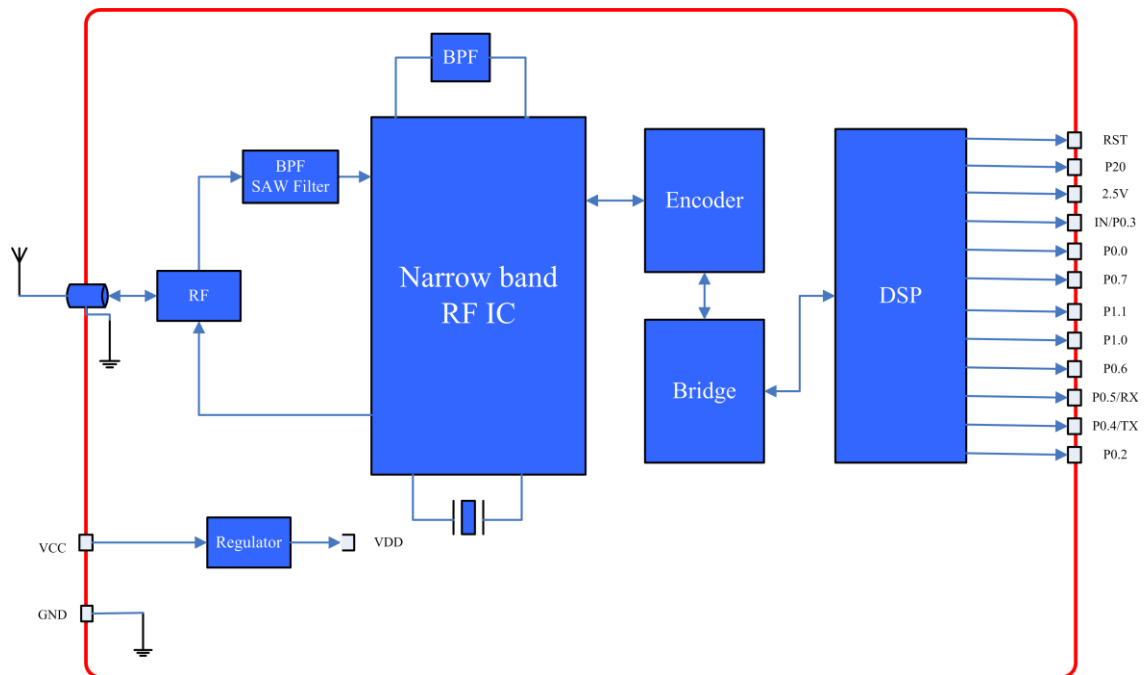 BPF
BPF
SAW Filter
Narrow band
RF IC
Encoder
Bridge
DSP
RF
RST
P20
2.5V
IN/P0.3
P0.0
P0.7
P1.1
P1.0
P0.6
P0.5/RX
P0.4/TX
P0.2
VCC
Regulator
VDD
GND